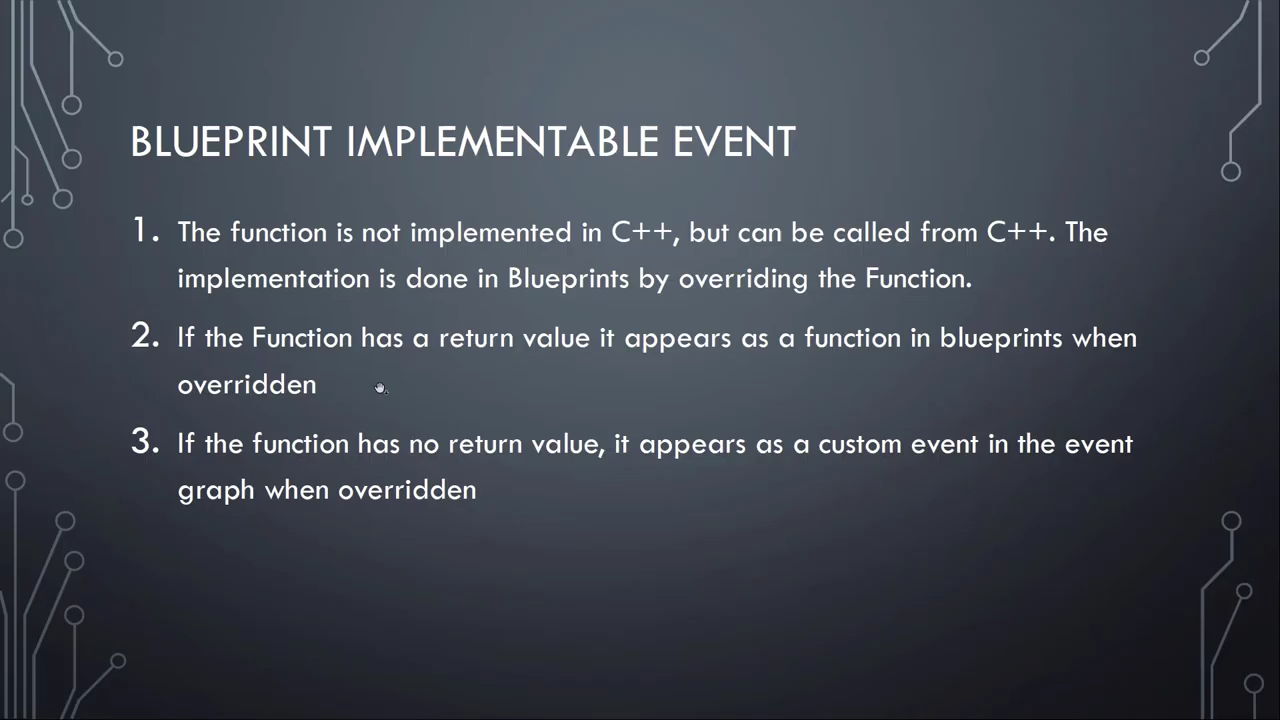 BLUEPRINT IMPLEMENTABLE EVENT
1. The function is not implemented in C++, but can be called from C++. The
implementation is done in Blueprints by overriding the Function.
2. If the Function has a return value it appears as a function in blueprints when
overridden
3. If the function has no return value, it appears as a custom event in the event
graph when overridden